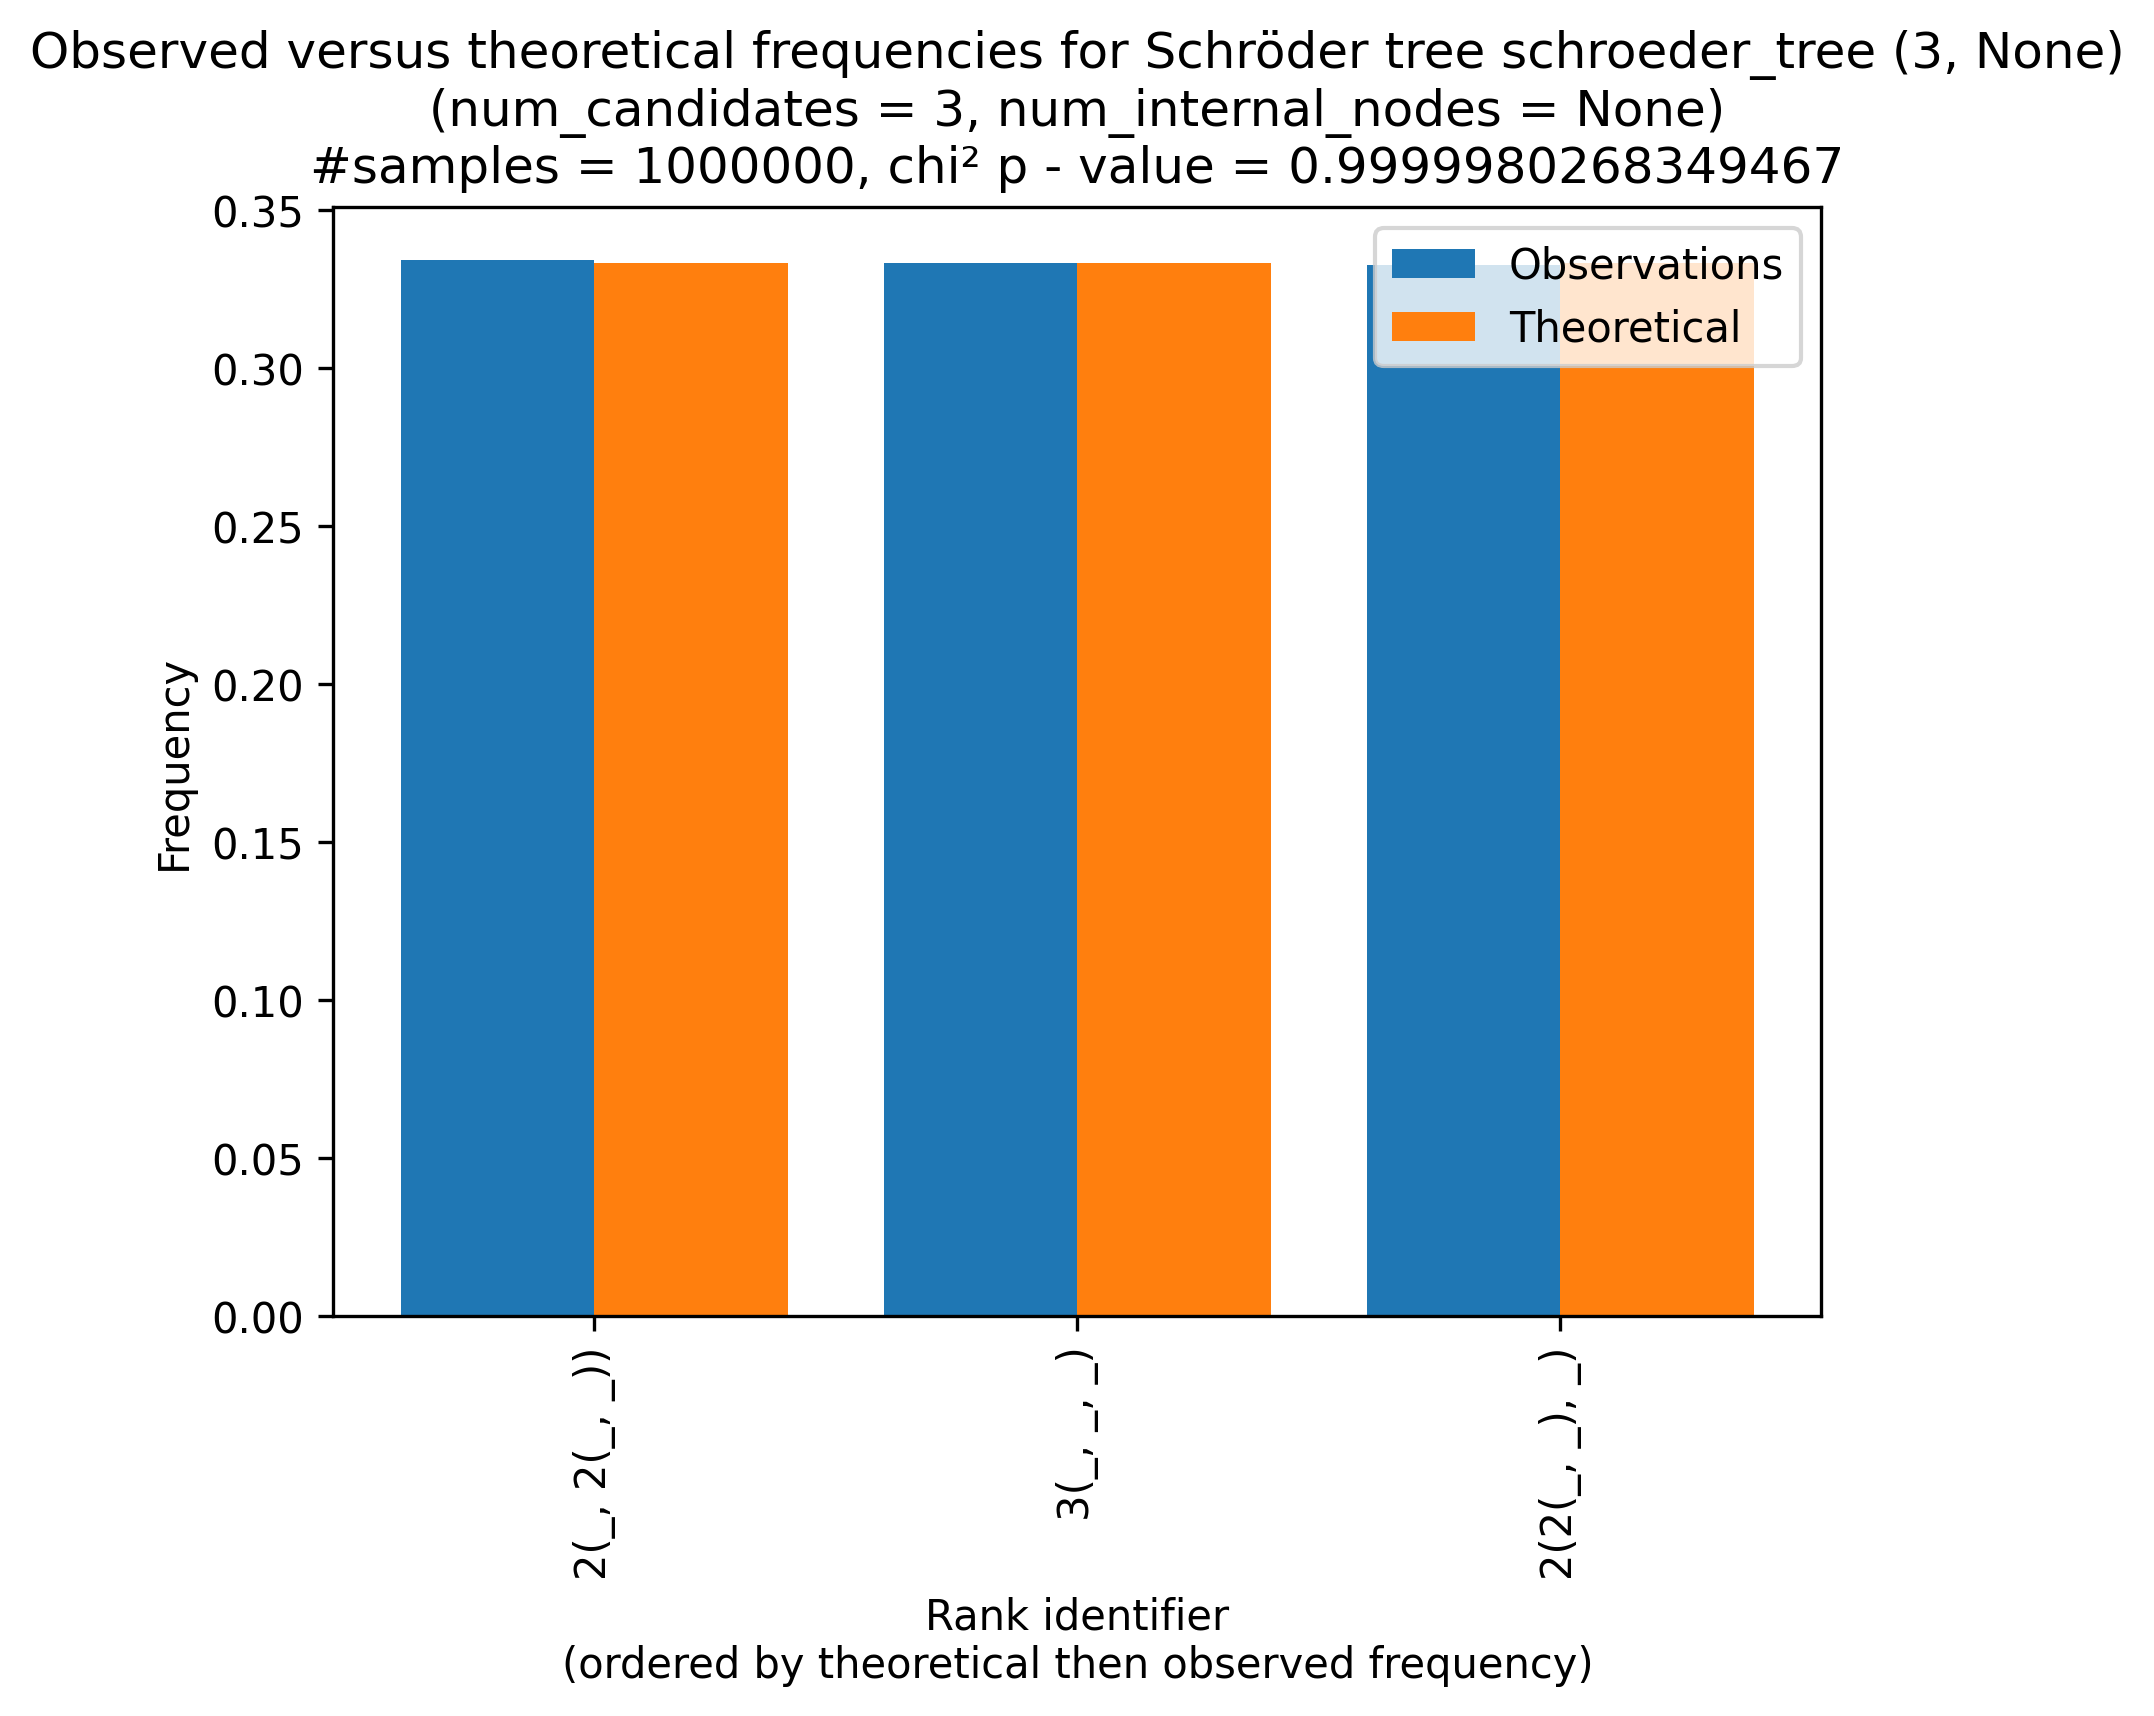 Observed versus theoretical frequencies for Schröder tree schroeder_tree (3, None)
(num_candidates = 3, num_internal_nodes = None)
#samples = 1000000, chi² p - value = 0.9999980268349467
0.35
0.30
0.25
0.20
0.15
0.10
0.05
0.00
Frequency
Observations
Theoretical
2(_, 2(_, _))
3(_, _, _)
2(2(_, _), _)
Rank identifier
(ordered by theoretical then observed frequency)